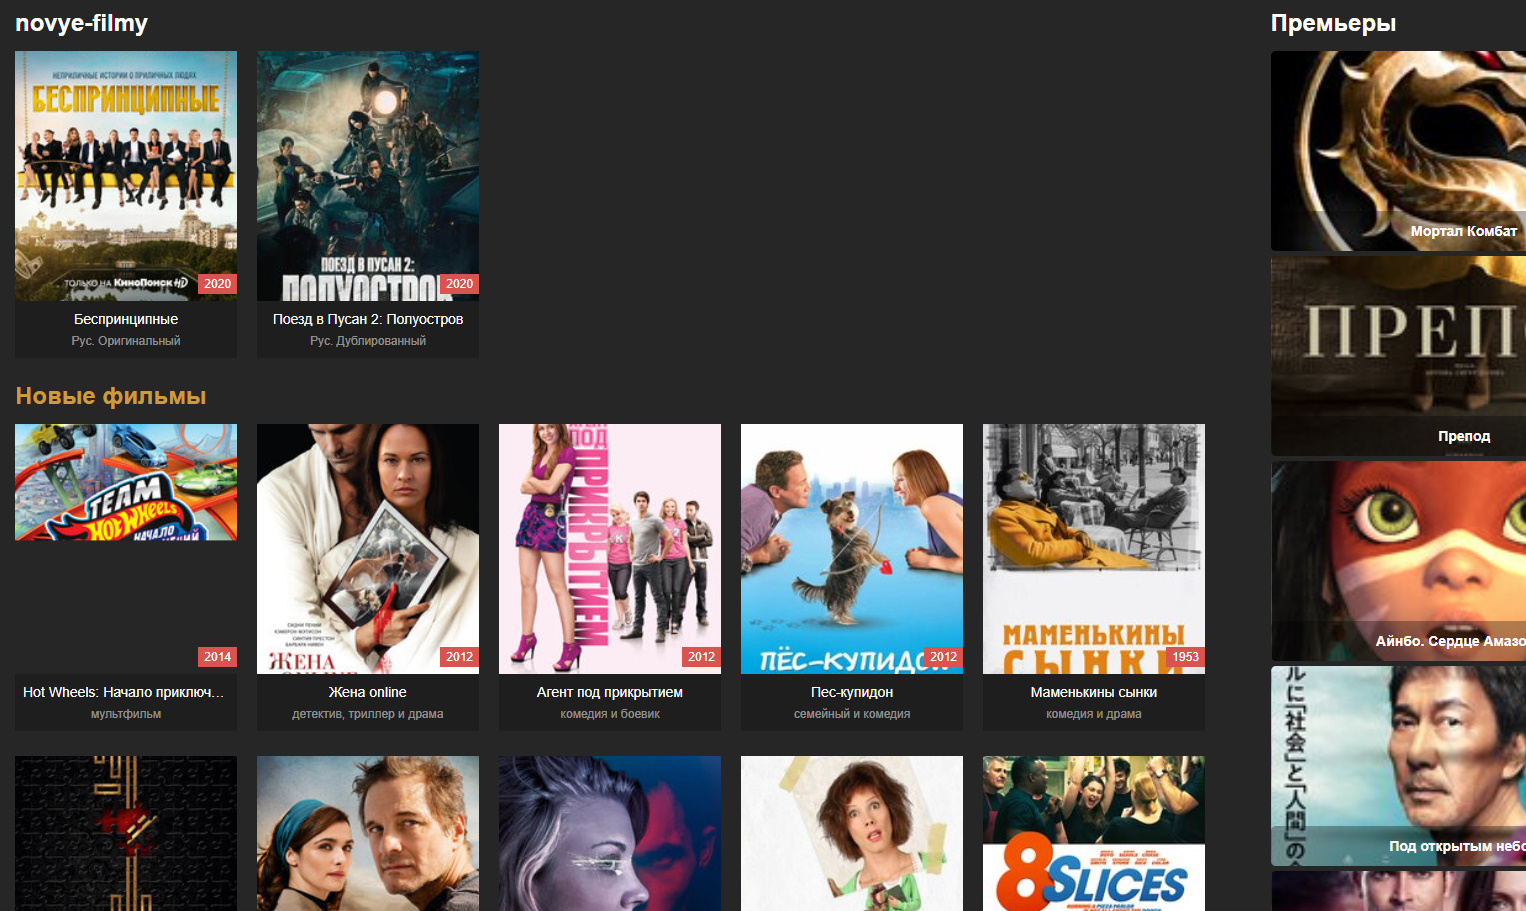 novye-filmy
Премьеры
НЕПРИЛИЧНЫЕ ИСТОРИИ О ПРИЛИЧНЫХ ЛЮДЯХ
БЕСПРИНЦИПНЫЕ
ТОЛЬКО НА КиноПоиск HD
2020
Беспринципные
Рус. Оригинальный
ПОЕЗД В ПУСАН 2:
ПОЛУОСТРОВ
2020
Поезд в Пусан 2: Полуостров
Рус. Дублированный
Мортал Комбат
ПРЕПО
Препод
Новые фильмы
TEAM
HOT WHEELS
НАЧАЛО
2014
Hot Wheels: Начало приключ...
мультфильм
ЖЕНА
ONLINE
2012
Жена online
детектив, триллер и драма
ПОД
ПРИКРЫТИЕМ
2012
Агент под прикрытием
комедия и боевик
ПЁС-КУПИДОН
2012
Пес-купидон
семейный и комедия
МАМЕНЬКИНЫ
СЫНКИ
1953
Маменькины сынки
комедия и драма
Айнбо. Сердце Амазо
ルに「社会」と「人間」の
Под открытым небо
8 SLICES